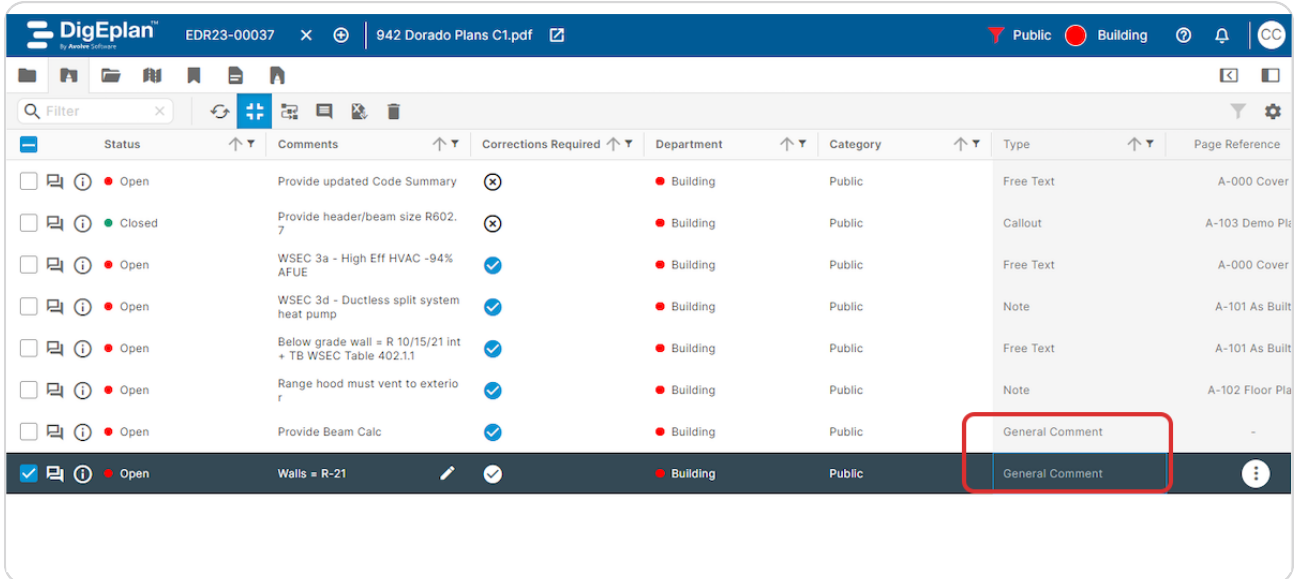 DigEplan™
By Avolve Software
EDR23-00037
942 Dorado Plans C1.pdf
Public
Building
CC
Filter
Status
Comments
Corrections Required
Department
Category
Type
Page Reference
Open
Provide updated Code Summary
Building
Public
Free Text
A-000 Cover
Closed
Provide header/beam size R602.
7
Building
Public
Callout
A-103 Demo Pla
Open
WSEC 3a - High Eff HVAC -94%
AFUE
Building
Public
Free Text
A-000 Cover
Open
WSEC 3d - Ductless split system
heat pump
Building
Public
Note
A-101 As Built
Open
Below grade wall = R 10/15/21 int
+ TB WSEC Table 402.1.1
Building
Public
Free Text
A-101 As Built
Open
Range hood must vent to exterio
r
Building
Public
Note
A-102 Floor Pla
Open
Provide Beam Calc
Building
Public
General Comment
-
Open
Walls = R-21
Building
Public
General Comment